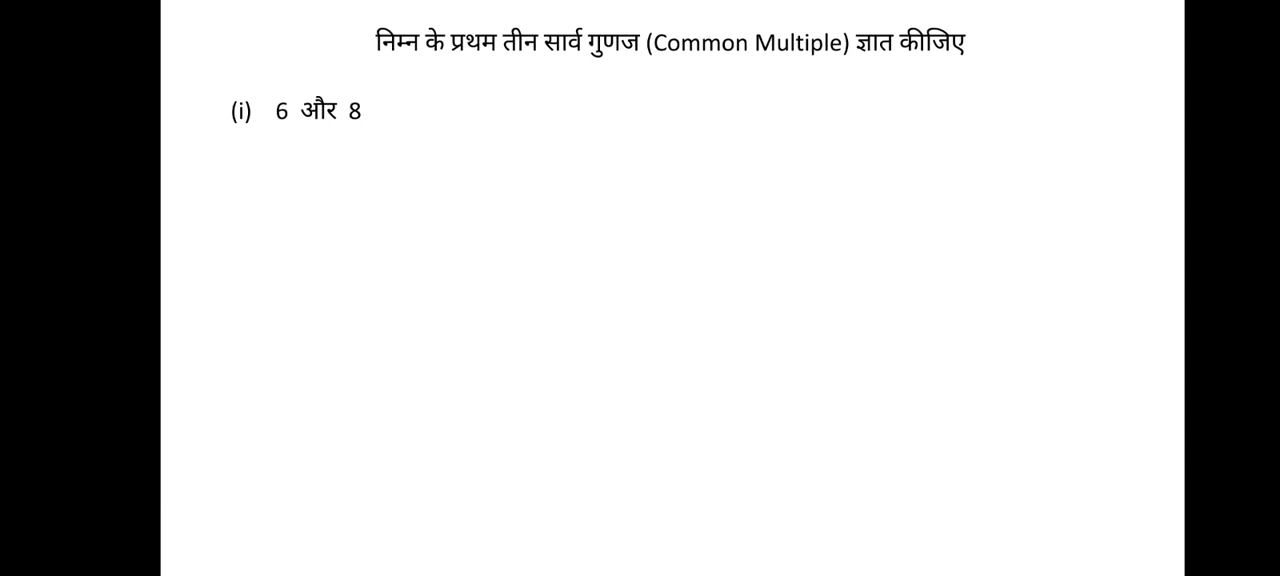 निम्न के प्रथम तीन सार्व गुणज (Common Multiple) ज्ञात कीजिए
(i) 6 और 8